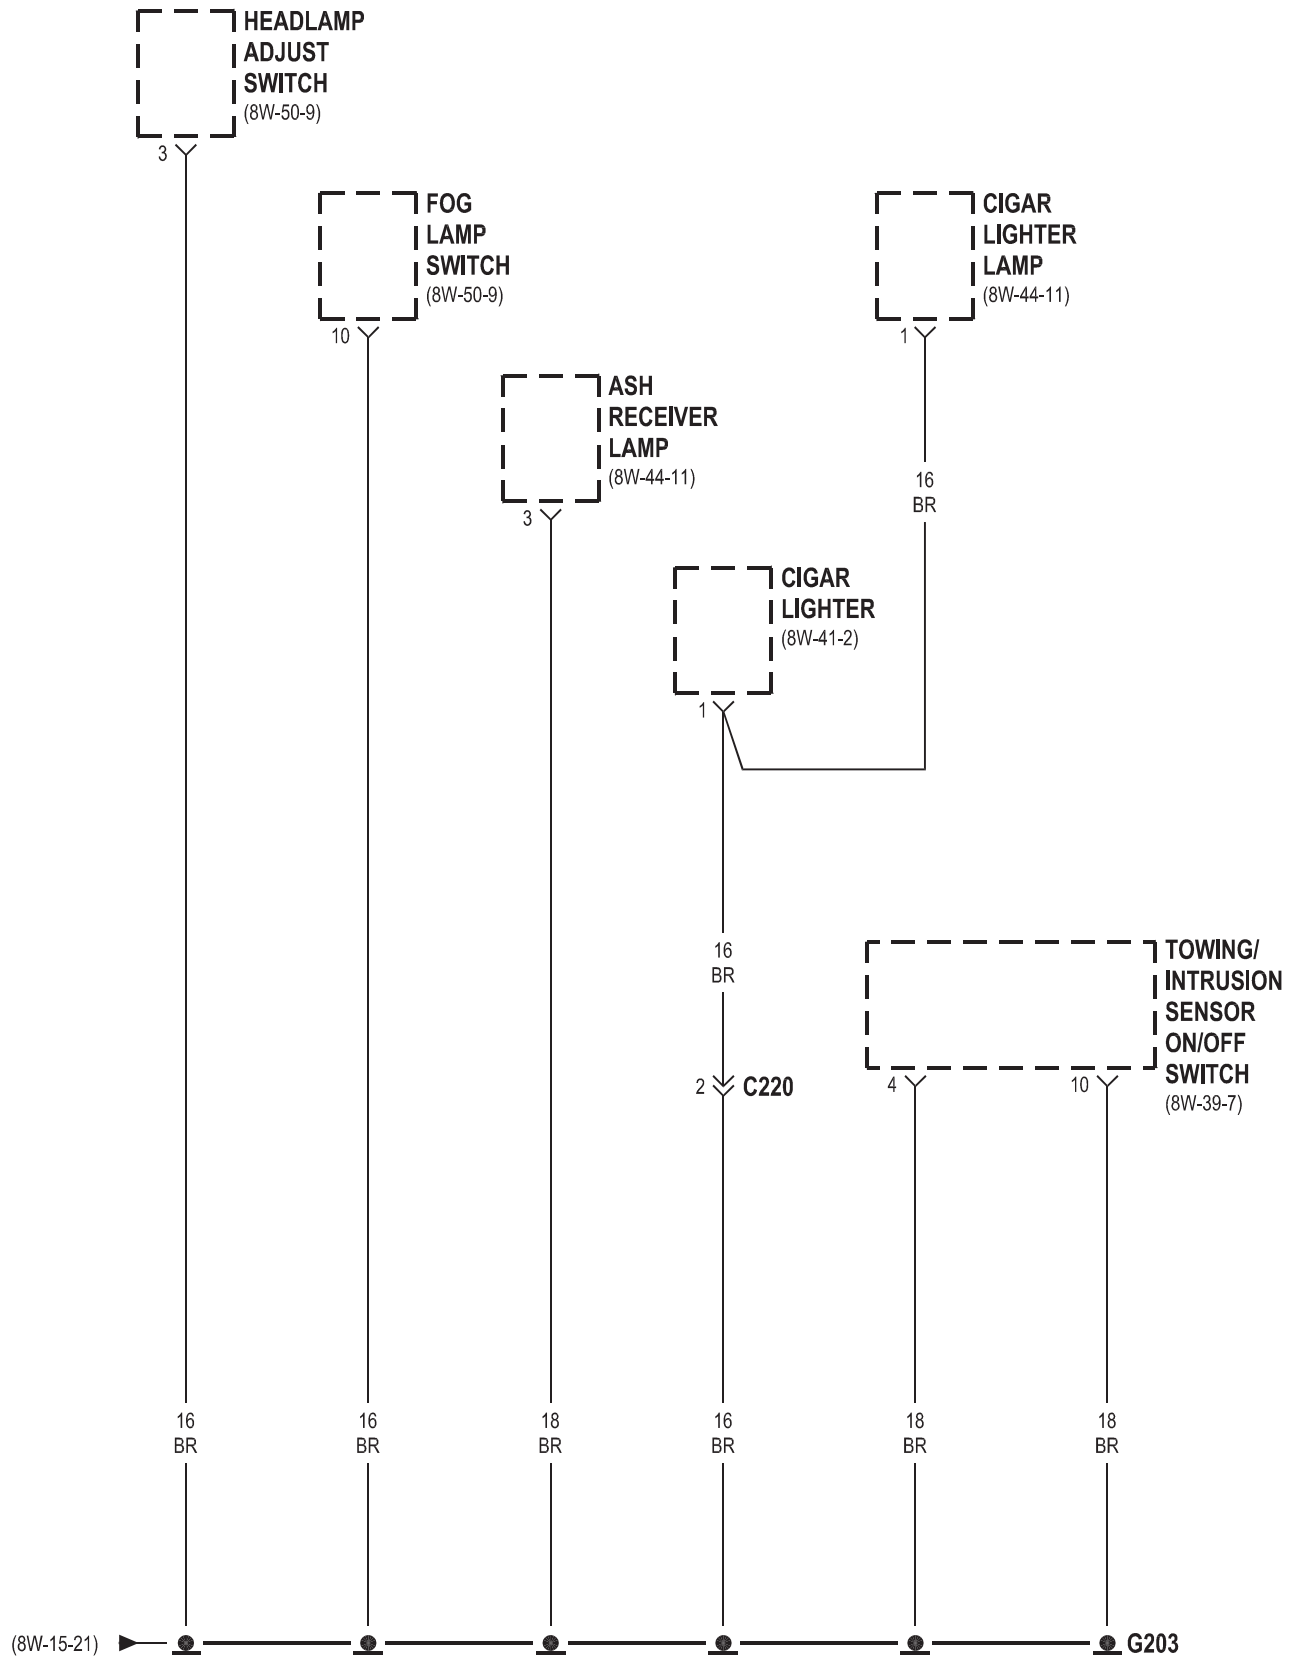 HEADLAMP
ADJUST
SWITCH
(8W-50-9)
3
FOG
LAMP
SWITCH
(8W-50-9)
10
CIGAR
LIGHTER
LAMP
(8W-44-11)
1
ASH
RECEIVER
LAMP
(8W-44-11)
3
16
BR
CIGAR
LIGHTER
(8W-41-2)
1
16
BR
TOWING/
INTRUSION
SENSOR
ON/OFF
SWITCH
(8W-39-7)
2 C220
4
10
16
BR
16
BR
18
BR
16
BR
18
BR
18
BR
(8W-15-21)
G203